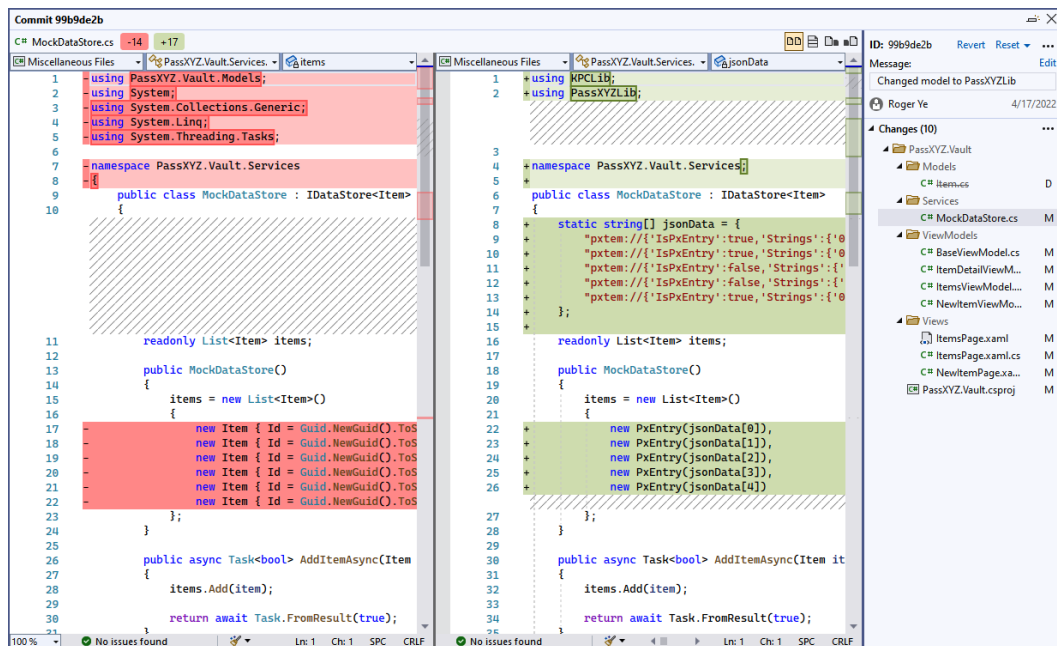 Commit 99b9de2b
C# MockDataStore.cs -14 +17
C# Miscellaneous Files PassXYZ.Vault.Services. items
1 -using PassXYZ.Vault.Models;
2 -using System;
3 -using System.Collections.Generic;
4 -using System.Linq;
5 -using System.Threading.Tasks;
6
7 -namespace PassXYZ.Vault.Services
8 -{
9 public class MockDataStore : IDataStore<Item>
10 {
11 readonly List<Item> items;
12
13 public MockDataStore()
14 {
15 items = new List<Item>()
16 {
17 - new Item { Id = Guid.NewGuid().ToS
18 - new Item { Id = Guid.NewGuid().ToS
19 - new Item { Id = Guid.NewGuid().ToS
20 - new Item { Id = Guid.NewGuid().ToS
21 - new Item { Id = Guid.NewGuid().ToS
22 - new Item { Id = Guid.NewGuid().ToS
23 };
24 }
25
26 public async Task<bool> AddItemAsync(Item
27 {
28 items.Add(item);
29
30 return await Task.FromResult(true);
31 }
100 % No issues found Ln: 1 Ch: 1 SPC CRLF
C# Miscellaneous Files PassXYZ.Vault.Services. jsonData
1 +using KPCLib;
2 +using PassXYZLib;
3
4 +namespace PassXYZ.Vault.Services;
5 +
6 public class MockDataStore : IDataStore<Item>
7 {
8 + static string[] jsonData = {
9 + "pxtem://{'IsPxEntry':true,'Strings':{'0
10 + "pxtem://{'IsPxEntry':true,'Strings':{'0
11 + "pxtem://{'IsPxEntry':false,'Strings':{'
12 + "pxtem://{'IsPxEntry':false,'Strings':{'
13 + "pxtem://{'IsPxEntry':true,'Strings':{'0
14 + };
15 +
16 readonly List<Item> items;
17
18 public MockDataStore()
19 {
20 items = new List<Item>()
21 {
22 + new PxEntry(jsonData[0]),
23 + new PxEntry(jsonData[1]),
24 + new PxEntry(jsonData[2]),
25 + new PxEntry(jsonData[3]),
26 + new PxEntry(jsonData[4])
27 };
28 }
29
30 public async Task<bool> AddItemAsync(Item it
31 {
32 items.Add(item);
33
34 return await Task.FromResult(true);
35 }
No issues found Ln: 1 Ch: 1 SPC CRLF
ID: 99b9de2b Revert Reset ...
Message: Edit
Changed model to PassXYZLib
Roger Ye 4/17/2022
Changes (10) ...
PassXYZ.Vault
Models
C# Item.cs D
Services
C# MockDataStore.cs M
ViewModels
C# BaseViewModel.cs M
C# ItemDetailViewM... M
C# ItemsViewModel.... M
C# NewItemViewMo... M
Views
ItemsPage.xaml M
C# ItemsPage.xaml.cs M
C# NewItemPage.xa... M
C# PassXYZ.Vault.csproj M